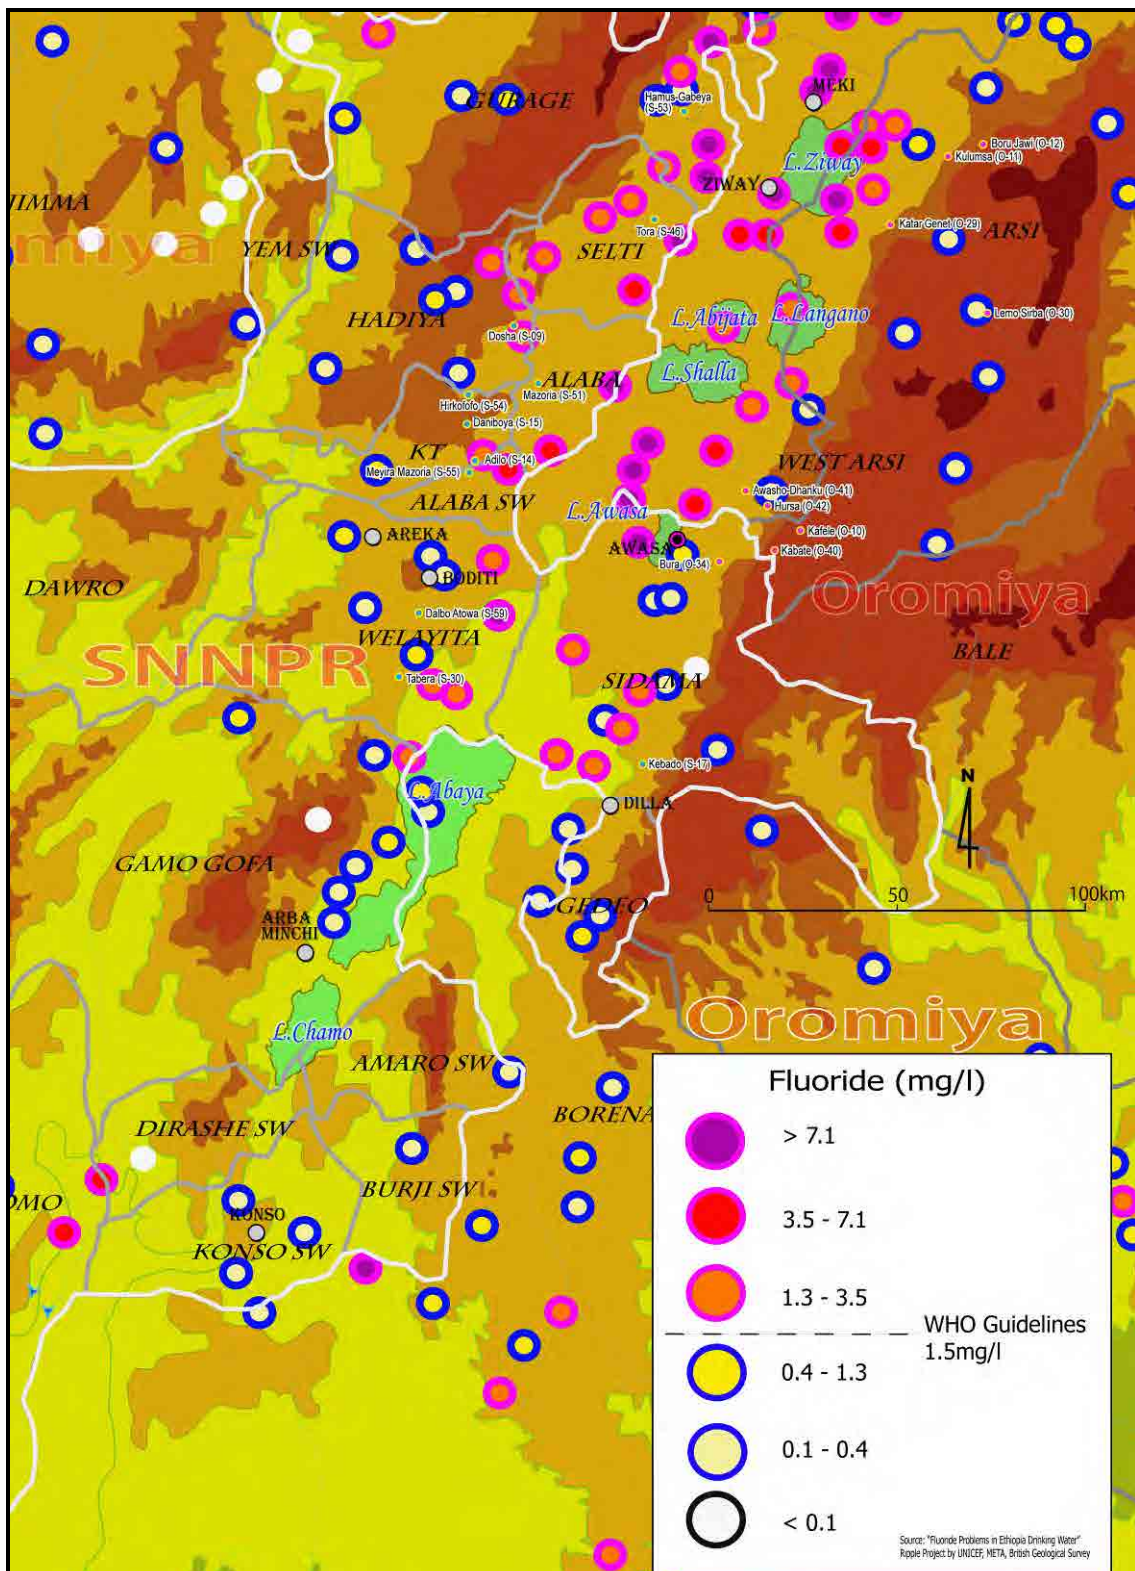 GURAGE
Hamus-Gabeya
(S-53)
MEKI
L.Ziway
Boru Jawi (O-12)
Kulumsa (O-11)
JIMMA
Oromiya
YEM SW
ZIWAY
Tora (S-46)
SELTI
Katar Genet (O-29)
ARSI
HADIYA
Dosha (S-09)
L.Abijata
L.Langano
Lemo Sirba (O-30)
L.Shalla
ALABA
Mazoria (S-51)
Hirkofofo (S-54)
Daniboya (S-15)
KT
Adilo (S-14)
Meyira Mazoria (S-55)
ALABA SW
WEST ARSI
Awasho-Dhanku (O-41)
Hursa (O-42)
L.Awasa
Kafele (O-10)
AREKA
AWASA
Kabate (O-40)
Bura (O-34)
BODITI
DAWRO
Oromiya
Dalbo Atowa (S-59)
WELAYITA
BALE
SNNPR
Tabera (S-30)
SIDAMA
Kebado (S-17)
N
L.Abaya
DILLA
GAMO GOFA
0 50 100km
GEDEO
ARBA
MINCHI
Oromiya
L.Chamo
AMARO SW
BORENA
DIRASHE SW
BURJI SW
OMO
KONSO
KONSO SW
Fluoride (mg/l)
> 7.1
3.5 - 7.1
1.3 - 3.5
WHO Guidelines
1.5mg/l
0.4 - 1.3
0.1 - 0.4
< 0.1
Source: "Fluoride Problems in Ethiopia Drinking Water"
Ripple Project by UNICEF, META, British Geological Survey